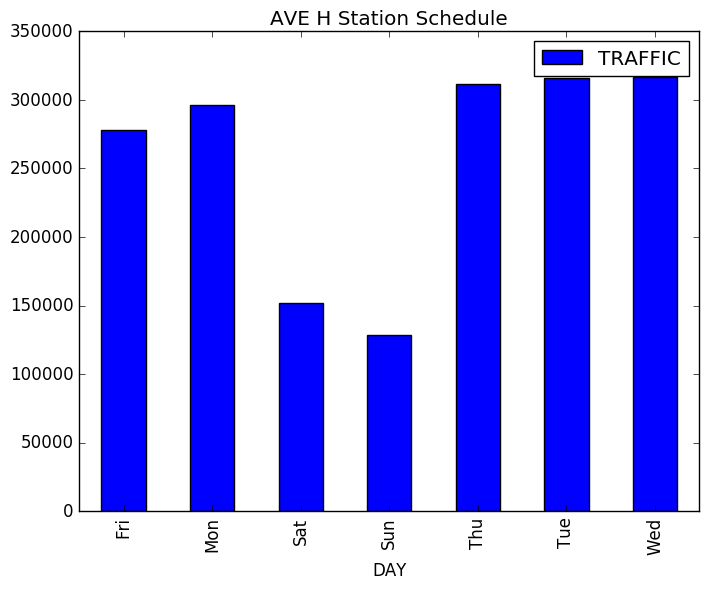 AVE H Station Schedule
TRAFFIC
350000
300000
250000
200000
150000
100000
50000
0
Fri
Mon
Sat
Sun
Thu
Tue
Wed
DAY